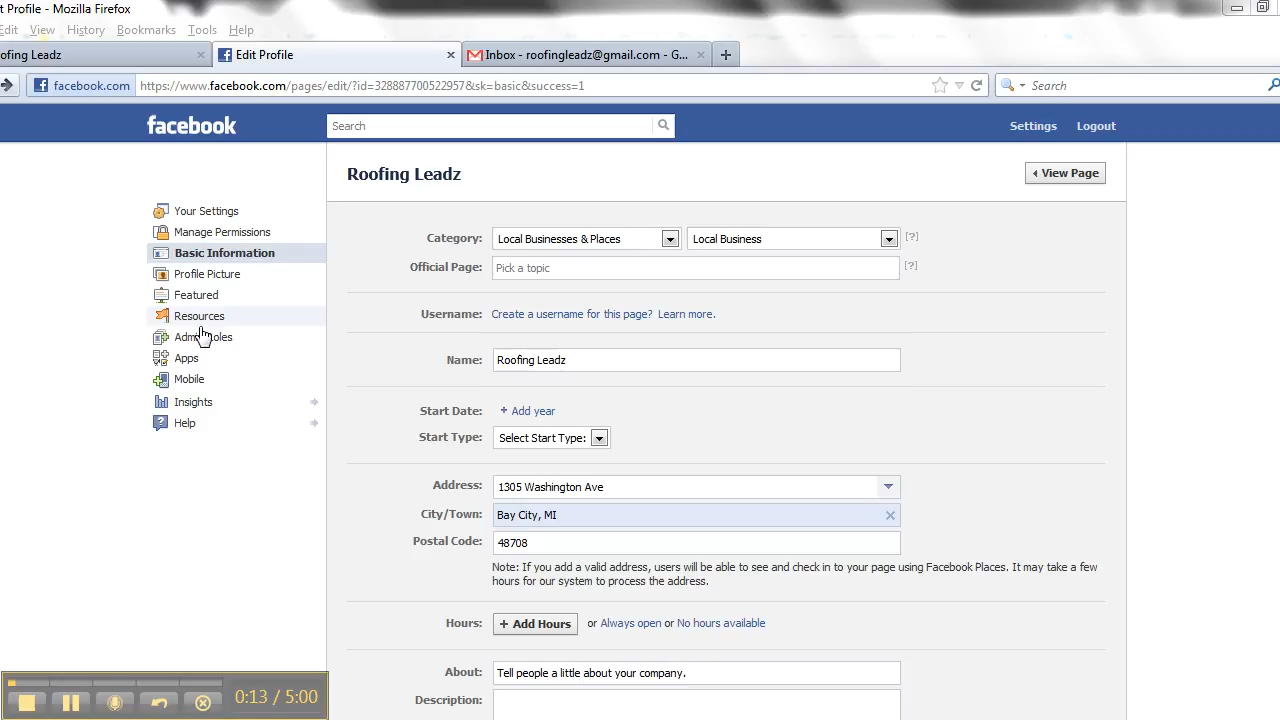 t Profile - Mozilla Firefox
Edit View History Bookmarks Tools Help
ofing Leadz
Edit Profile
Inbox - roofingleadz@gmail.com - G...
facebook.com
https://www.facebook.com/pages/edit/?id=328887700522957&sk=basic&success=1
Search
facebook
Search
Settings
Logout
Roofing Leadz
View Page
Your Settings
Manage Permissions
Basic Information
Profile Picture
Featured
Resources
Admin Roles
Apps
Mobile
Insights
Help
Category: Local Businesses & Places Local Business [?]
Official Page: Pick a topic [?]
Username: Create a username for this page? Learn more.
Name: Roofing Leadz
Start Date: + Add year
Start Type: Select Start Type:
Address: 1305 Washington Ave
City/Town: Bay City, MI
Postal Code: 48708
Note: If you add a valid address, users will be able to see and check in to your page using Facebook Places. It may take a few
hours for our system to process the address.
Hours: + Add Hours or Always open or No hours available
About: Tell people a little about your company.
Description:
0:13 / 5:00